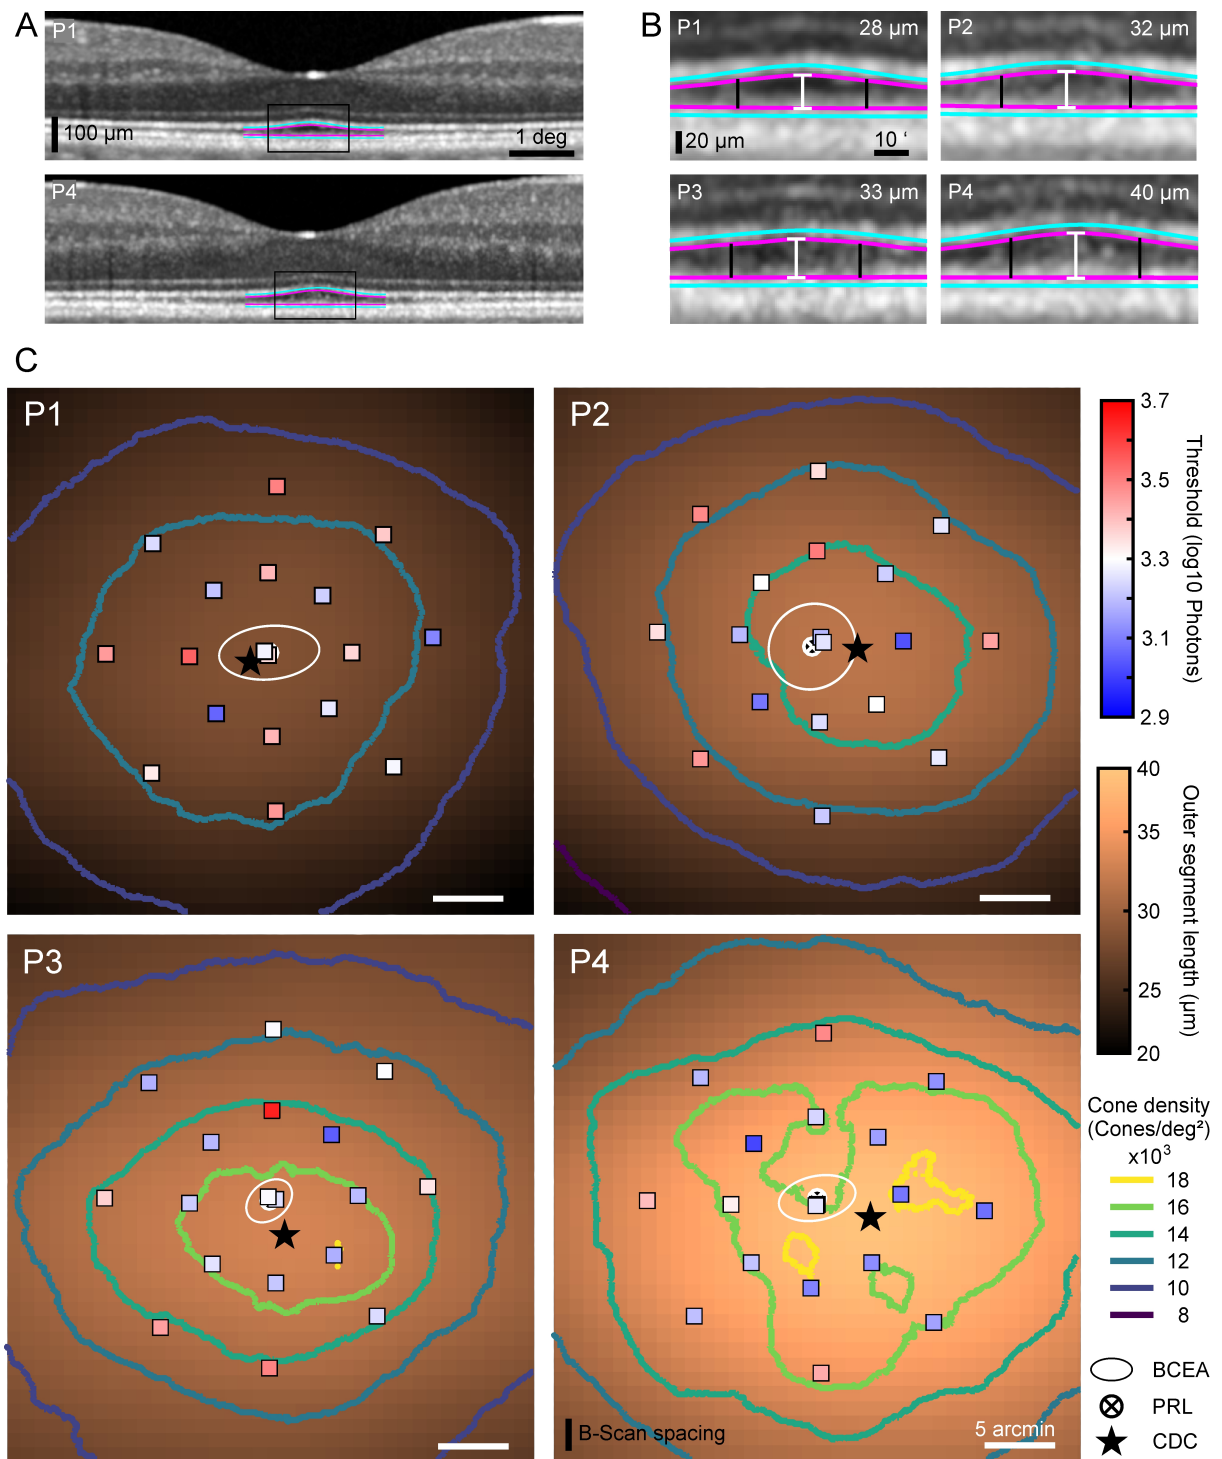 A
P1
100 µm
1 deg
P4
B
P1
28 µm
20 µm
10 '
P2
32 µm
P3
33 µm
P4
40 µm
C
P1
P2
P3
P4
B-Scan spacing
5 arcmin
3.7
3.5
3.3
3.1
2.9
Threshold (log10 Photons)
40
35
30
25
20
Outer segment length (µm)
Cone density
(Cones/deg²)
x10³
18
16
14
12
10
8
BCEA
PRL
CDC